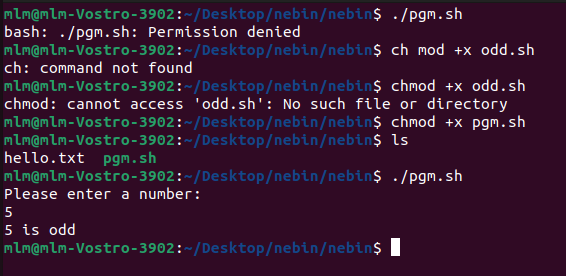 mlm@mlm-Vostro-3902:~/Desktop/nebin/nebin$ ./pgm.sh
bash: ./pgm.sh: Permission denied
mlm@mlm-Vostro-3902:~/Desktop/nebin/nebin$ ch mod +x odd.sh
ch: command not found
mlm@mlm-Vostro-3902:~/Desktop/nebin/nebin$ chmod +x odd.sh
chmod: cannot access 'odd.sh': No such file or directory
mlm@mlm-Vostro-3902:~/Desktop/nebin/nebin$ chmod +x pgm.sh
mlm@mlm-Vostro-3902:~/Desktop/nebin/nebin$ ls
hello.txt  pgm.sh
mlm@mlm-Vostro-3902:~/Desktop/nebin/nebin$ ./pgm.sh
Please enter a number:
5
5 is odd
mlm@mlm-Vostro-3902:~/Desktop/nebin/nebin$